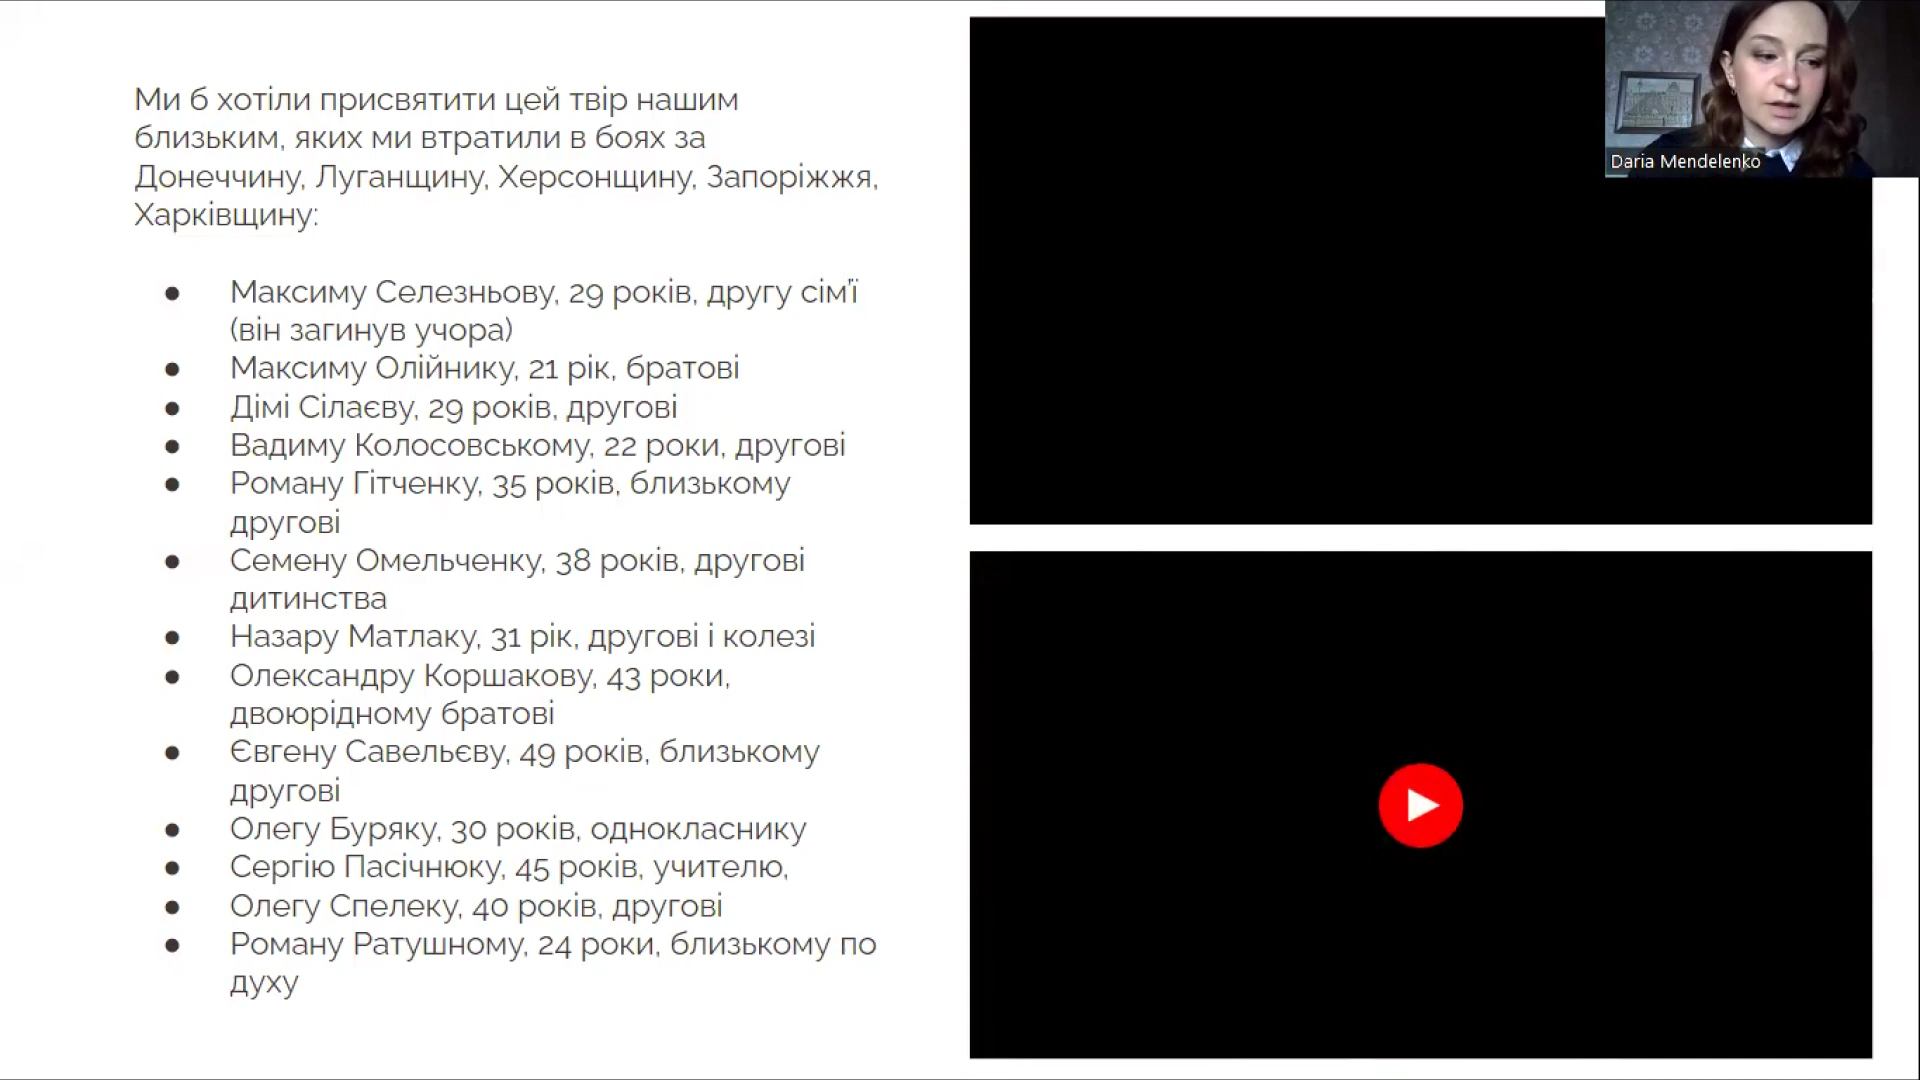 Ми б хотіли присвятити цей твір нашим
близьким, яких ми втратили в боях за
Донеччину, Луганщину, Херсонщину, Запоріжжя,
Харківщину:
● Максиму Селезньову, 29 років, другу сім'ї
(він загинув учора)
● Максиму Олійнику, 21 рік, братові
● Дімі Сілаєву, 29 років, другові
● Вадиму Колосовському, 22 роки, другові
● Роману Гітченку, 35 років, близькому
другові
● Семену Омельченку, 38 років, другові
дитинства
● Назару Матлаку, 31 рік, другові і колезі
● Олександру Коршакову, 43 роки,
двоюрідному братові
● Євгену Савельєву, 49 років, близькому
другові
● Олегу Буряку, 30 років, однокласнику
● Сергію Пасічнюку, 45 років, учителю,
● Олегу Спелеку, 40 років, другові
● Роману Ратушному, 24 роки, близькому по
духу
Daria Mendelenko